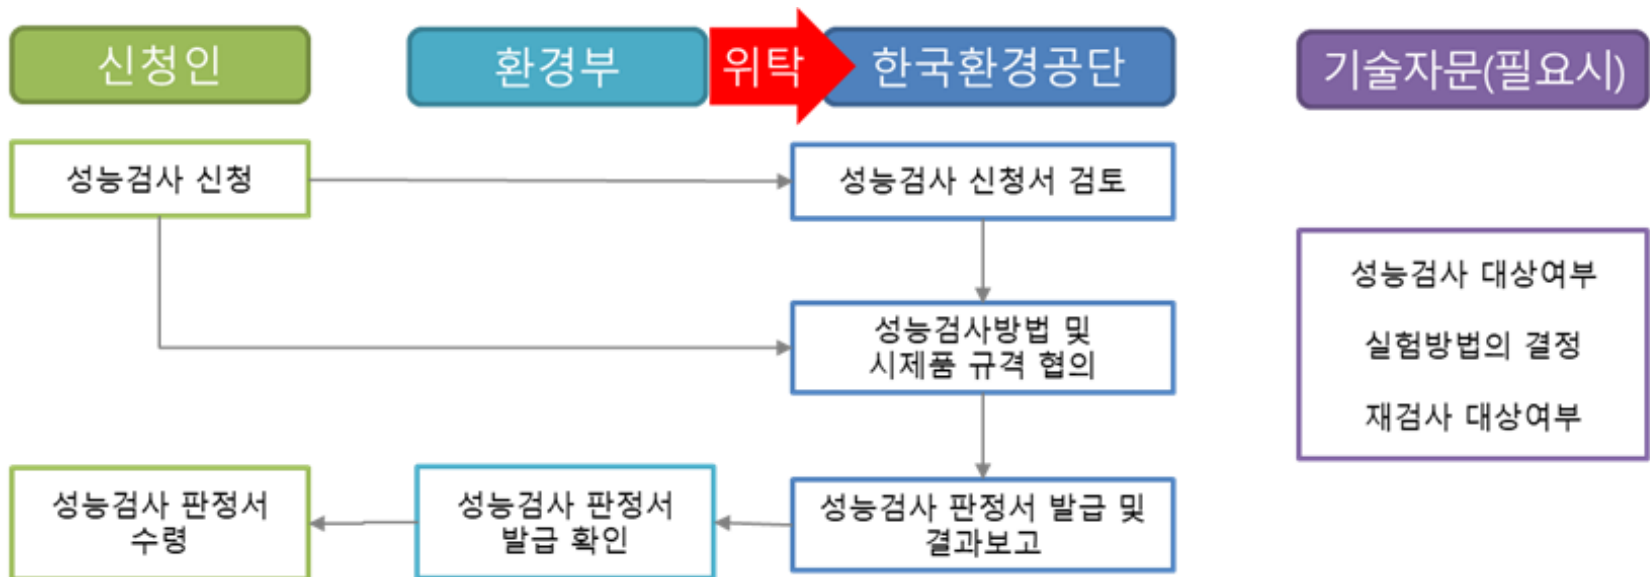 신청인
환경부
위탁
한국환경공단
기술자문(필요시)
성능검사 신청
성능검사 신청서 검토
성능검사 대상여부
실험방법의 결정
재검사 대상여부
성능검사방법 및
시제품 규격 협의
성능검사 판정서
수령
성능검사 판정서
발급 확인
성능검사 판정서 발급 및
결과보고